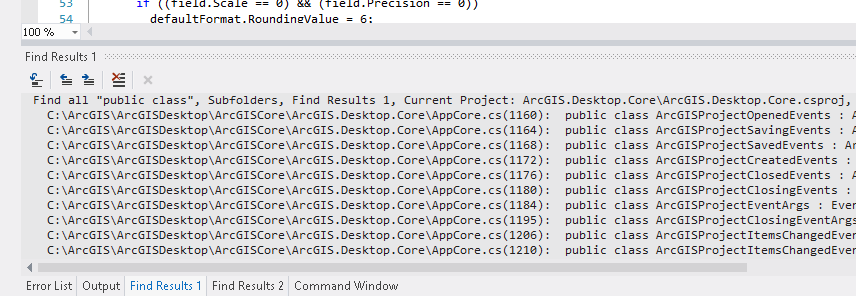 53 if ((field.Scale == 0) && (field.Precision == 0))
54 defaultFormat.RoundingValue = 6;
100 %
Find Results 1
Find all "public class", Subfolders, Find Results 1, Current Project: ArcGIS.Desktop.Core\ArcGIS.Desktop.Core.csproj,
C:\ArcGIS\ArcGISDesktop\ArcGISCore\ArcGIS.Desktop.Core\AppCore.cs(1160): public class ArcGISProjectOpenedEvents : A
C:\ArcGIS\ArcGISDesktop\ArcGISCore\ArcGIS.Desktop.Core\AppCore.cs(1164): public class ArcGISProjectSavingEvents : A
C:\ArcGIS\ArcGISDesktop\ArcGISCore\ArcGIS.Desktop.Core\AppCore.cs(1168): public class ArcGISProjectSavedEvents : Ar
C:\ArcGIS\ArcGISDesktop\ArcGISCore\ArcGIS.Desktop.Core\AppCore.cs(1172): public class ArcGISProjectCreatedEvents :
C:\ArcGIS\ArcGISDesktop\ArcGISCore\ArcGIS.Desktop.Core\AppCore.cs(1176): public class ArcGISProjectClosedEvents : A
C:\ArcGIS\ArcGISDesktop\ArcGISCore\ArcGIS.Desktop.Core\AppCore.cs(1180): public class ArcGISProjectClosingEvents :
C:\ArcGIS\ArcGISDesktop\ArcGISCore\ArcGIS.Desktop.Core\AppCore.cs(1184): public class ArcGISProjectEventArgs : Even
C:\ArcGIS\ArcGISDesktop\ArcGISCore\ArcGIS.Desktop.Core\AppCore.cs(1195): public class ArcGISProjectClosingEventArgs
C:\ArcGIS\ArcGISDesktop\ArcGISCore\ArcGIS.Desktop.Core\AppCore.cs(1206): public class ArcGISProjectItemsChangedEven
C:\ArcGIS\ArcGISDesktop\ArcGISCore\ArcGIS.Desktop.Core\AppCore.cs(1210): public class ArcGISProjectItemsChangedEven
Error List Output Find Results 1 Find Results 2 Command Window